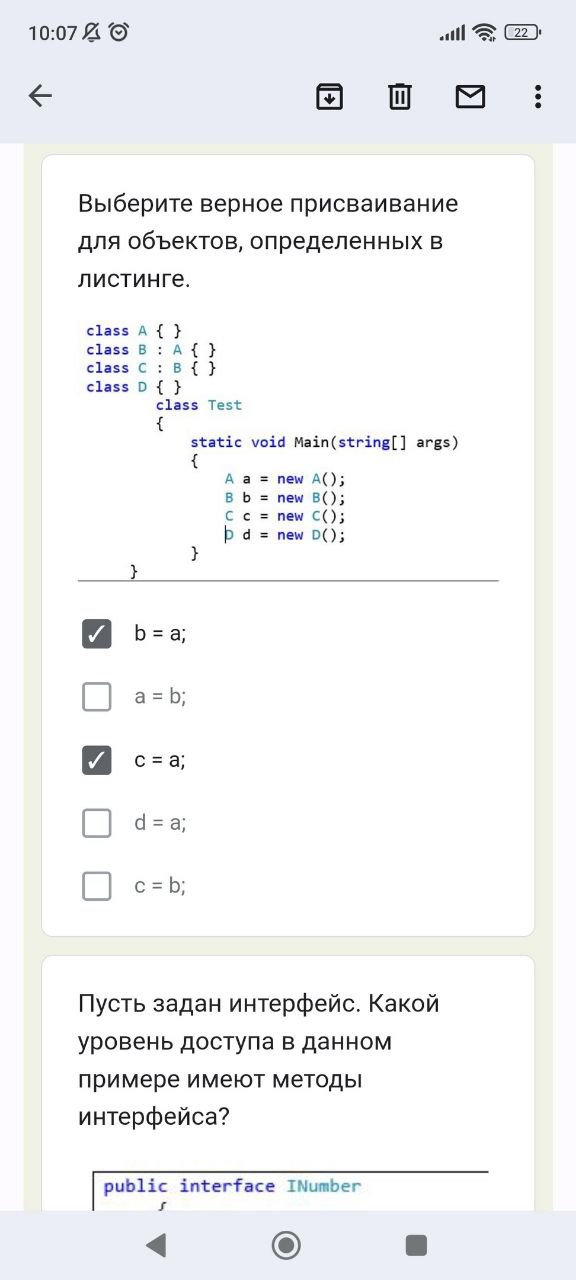 10:07
22
Выберите верное присваивание
для объектов, определенных в
листинге.
class A { }
class B : A { }
class C : B { }
class D { }
class Test
{
static void Main(string[] args)
{
A a = new A();
B b = new B();
C c = new C();
D d = new D();
}
}
b = a;
a = b;
c = a;
d = a;
c = b;
Пусть задан интерфейс. Какой
уровень доступа в данном
примере имеют методы
интерфейса?
public interface INumber
{